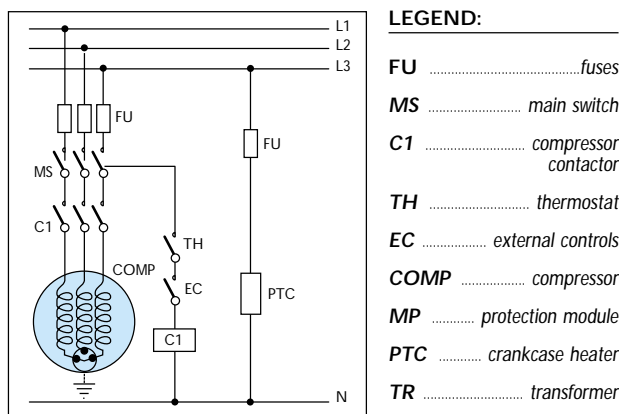 L1
L2
L3
FU
FU
MS
C1
TH
COMP
EC
PTC
C1
N
LEGEND:
FU ........................................fuses
MS ........................ main switch
C1 .......................... compressor
contactor
TH .......................... thermostat
EC ................. external controls
COMP ................ compressor
MP ........... protection module
PTC ........... crankcase heater
TR .......................... transformer